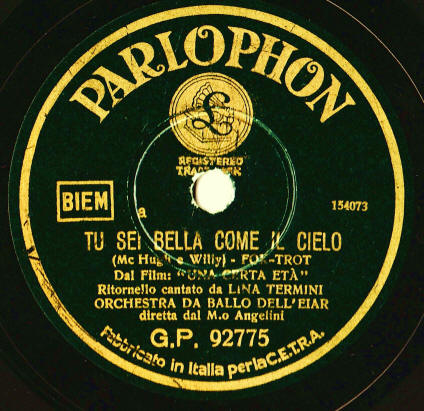 PARLOPHON
£
REGISTERED
TRADE MARK
BIEM
a
154073
TU SEI BELLA COME IL CIELO
(Mc Hugh e Willy) - FOX-TROT
Dal Film: "UNA CERTA ETÀ"
Ritornello cantato da LINA TERMINI
ORCHESTRA DA BALLO DELL'EIAR
diretta dal M.o Angelini
G.P. 92775
Fabbricato in Italia per la C.E.T.R.A.